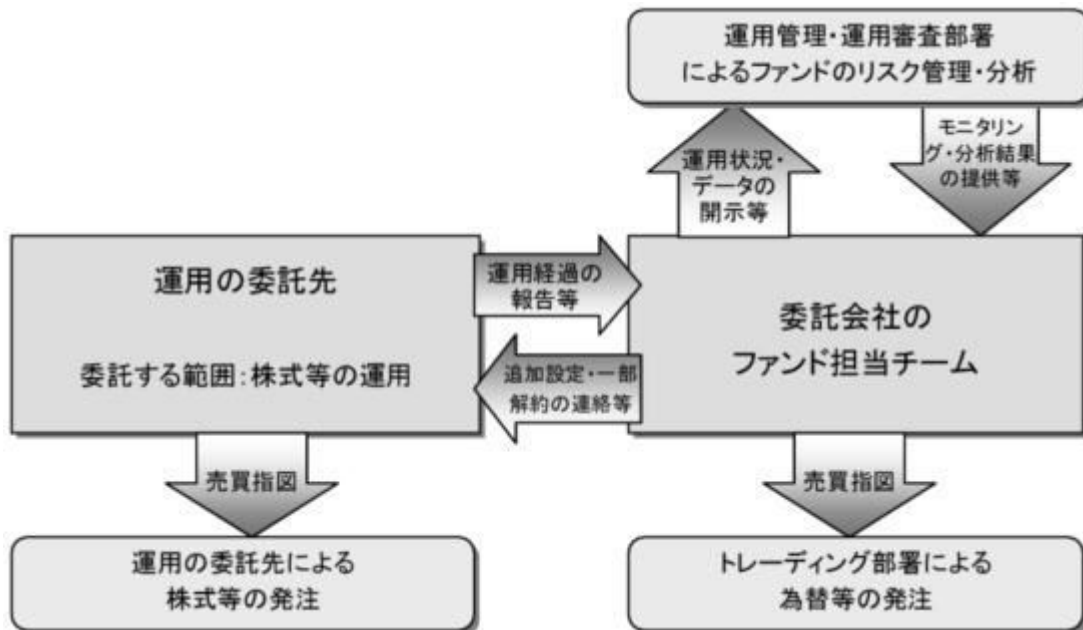 運用管理・運用審査部署
によるファンドのリスク管理・分析
運用状況・
データの
開示等
モニタリン
グ・分析結果
の提供等
運用の委託先
委託する範囲:株式等の運用
運用経過の
報告等
追加設定・一部
解約の連絡等
委託会社の
ファンド担当チーム
売買指図
売買指図
運用の委託先による
株式等の発注
トレーディング部署による
為替等の発注